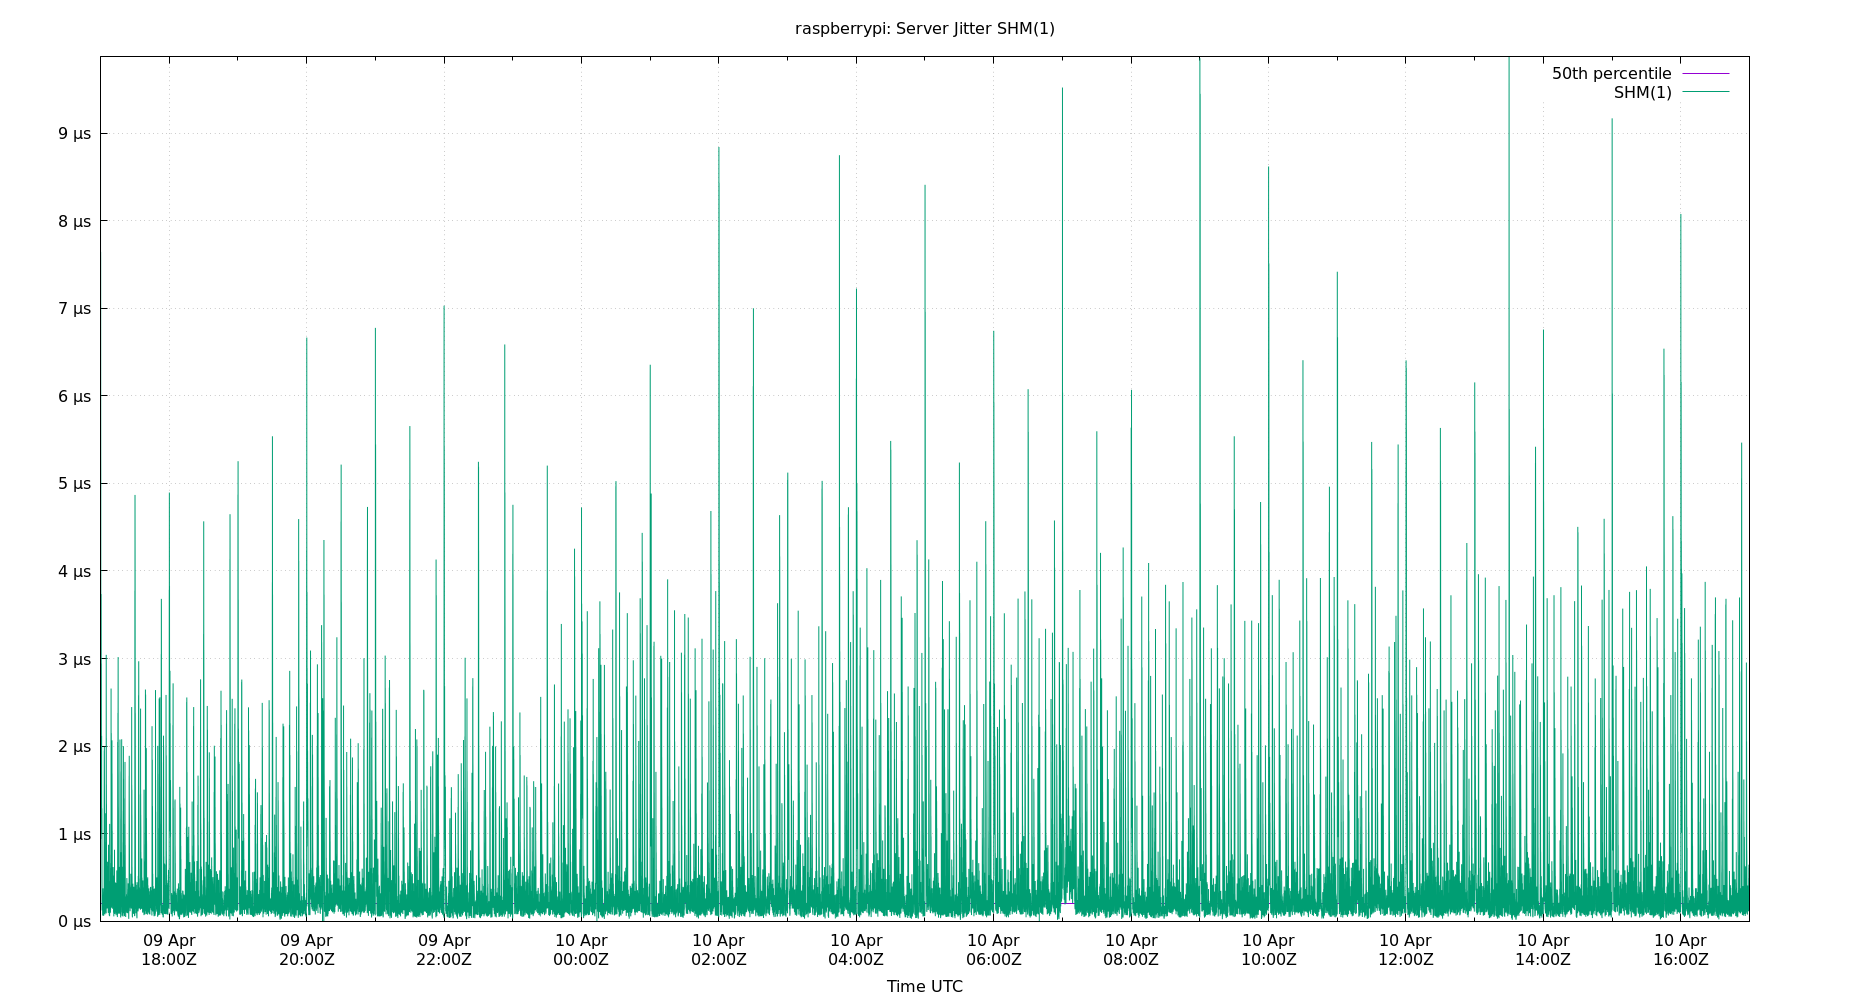 raspberrypi: Server Jitter SHM(1)
50th percentile
SHM(1)
9 μs
8 μs
7 μs
6 μs
5 μs
4 μs
3 μs
2 μs
1 μs
0 μs
09 Apr 09 Apr 09 Apr 10 Apr 10 Apr 10 Apr 10 Apr 10 Apr 10 Apr 10 Apr 10 Apr 10 Apr
18:00Z 20:00Z 22:00Z 00:00Z 02:00Z 04:00Z 06:00Z 08:00Z 10:00Z 12:00Z 14:00Z 16:00Z
Time UTC